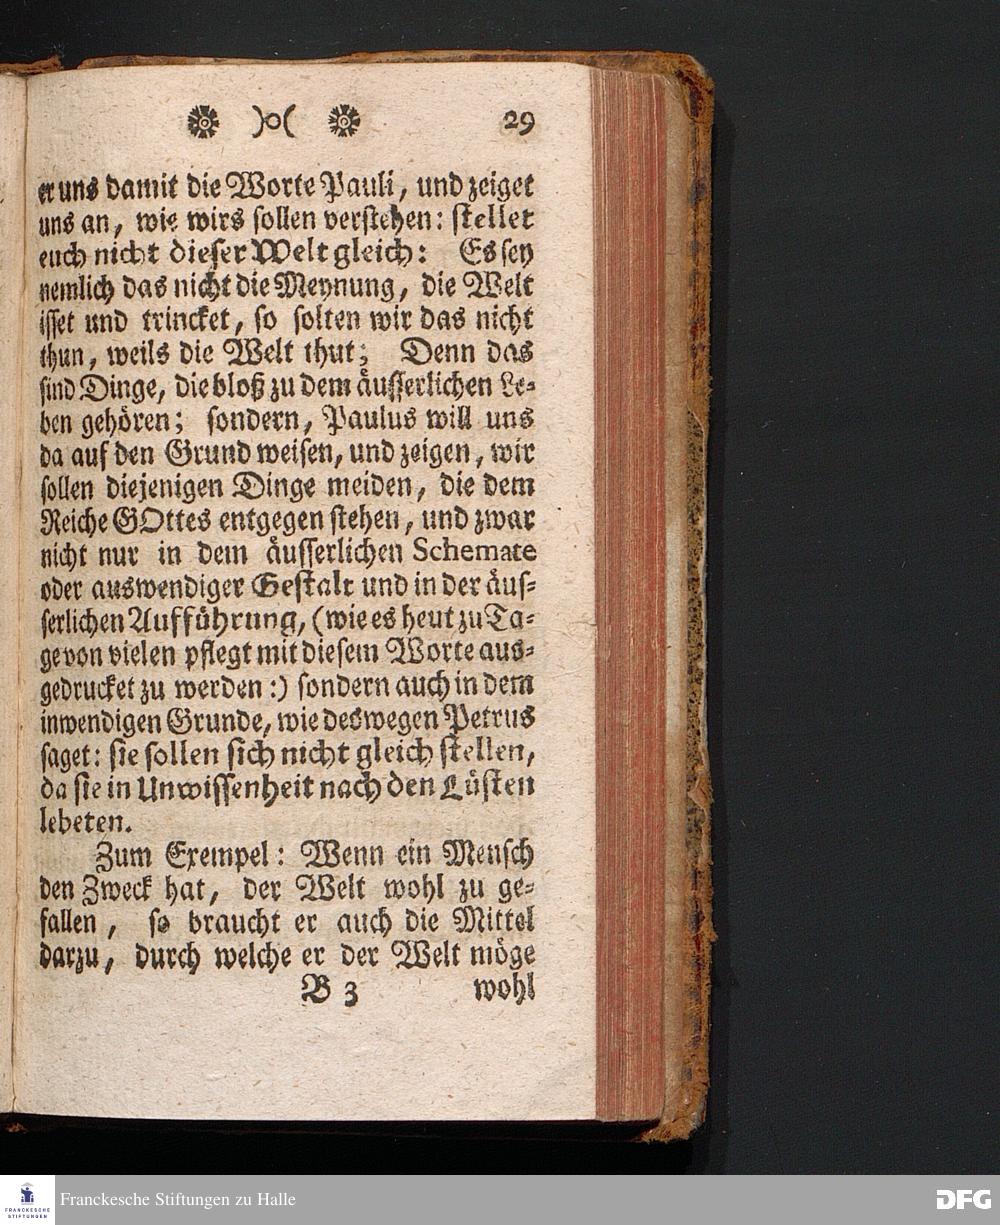 29
er uns damit die Worte Pauli, und zeiget
uns an, wie wirs sollen verstehen: stellet
euch nicht dieser Welt gleich: Es sey
nemlich das nicht die Meynung, die Welt
isset und trincket, so solten wir das nicht
thun, weils die Welt thut; Denn das
sind Dinge, die bloß zu dem äusserlichen Le-
ben gehören; sondern, Paulus will uns
da auf den Grund weisen, und zeigen, wir
sollen diejenigen Dinge meiden, die dem
Reiche GOttes entgegen stehen, und zwar
nicht nur in dem äusserlichen Schemate
oder auswendiger Gestalt und in der äus-
serlichen Aufführung, (wie es heut zu Ta-
ge von vielen pflegt mit diesem Worte aus-
gedrucket zu werden:) sondern auch in dem
inwendigen Grunde, wie deswegen Petrus
saget: sie sollen sich nicht gleich stellen,
da sie in Unwissenheit nach den Lüsten
lebeten.
Zum Exempel: Wenn ein Mensch
den Zweck hat, der Welt wohl zu ge-
fallen, so braucht er auch die Mittel
darzu, durch welche er der Welt möge
B 3 wohl
FRANCKESCHE STIFTUNGEN
Franckesche Stiftungen zu Halle
DFG